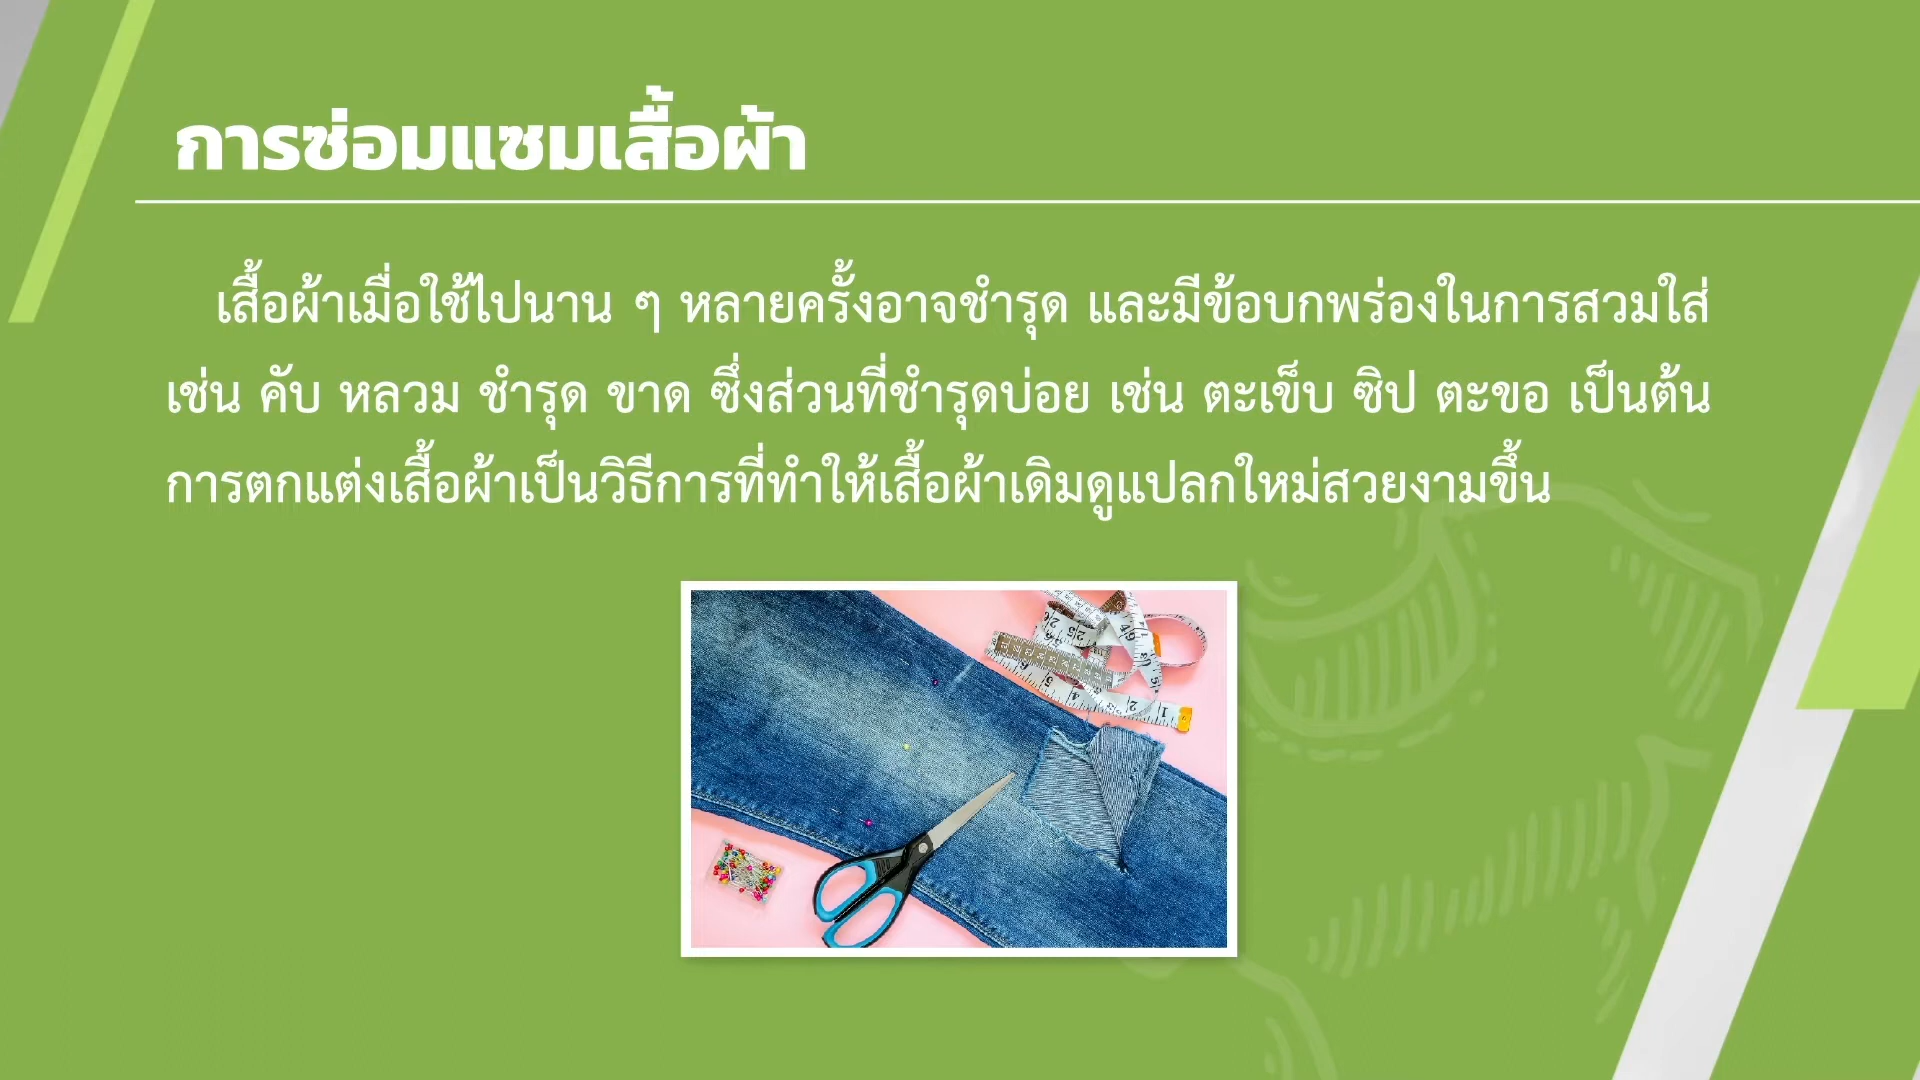 การซ่อมแซมเสื้อผ้า
เสื้อผ้าเมื่อใช้ไปนาน ๆ หลายครั้งอาจชำรุด และมีข้อบกพร่องในการสวมใส่
เช่น คับ หลวม ชำรุด ขาด ซึ่งส่วนที่ชำรุดบ่อย เช่น ตะเข็บ ซิป ตะขอ เป็นต้น
การตกแต่งเสื้อผ้าเป็นวิธีการที่ทำให้เสื้อผ้าเดิมดูแปลกใหม่สวยงามขึ้น